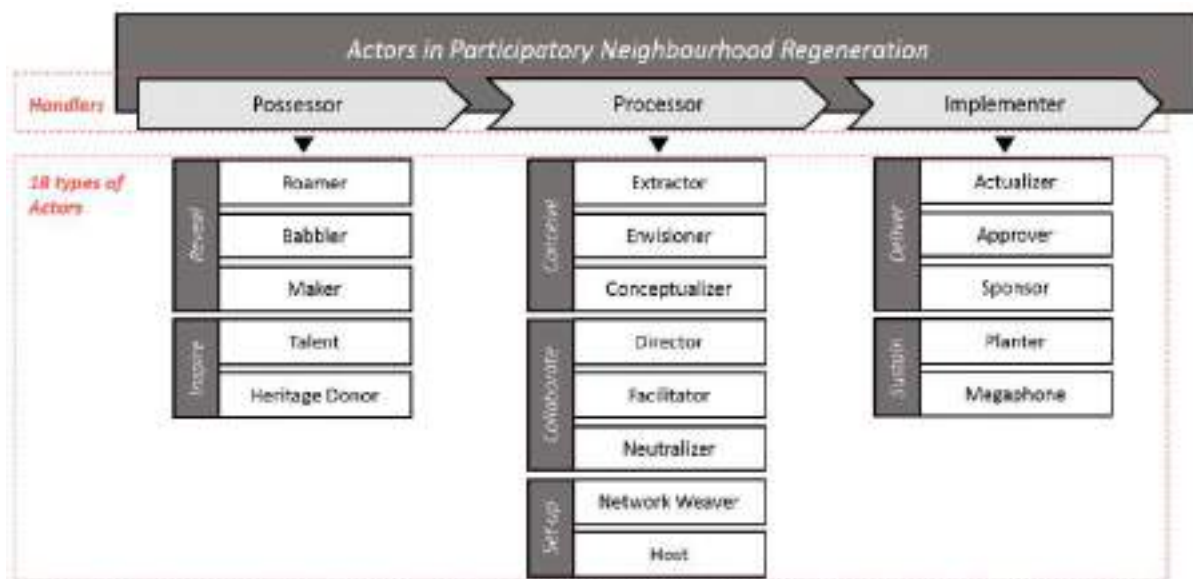 Actors in Participatory Neighbourhood Regeneration
Handlers
Possessor
Processor
Implementer
18 types of
Actors
Reveal
Roamer
Babbler
Maker
Inspire
Talent
Heritage Donor
Conceive
Extractor
Envisioner
Conceptualizer
Collaborate
Director
Facilitator
Neutralizer
Set-up
Network Weaver
Host
Deliver
Actualizer
Approver
Sponsor
Sustain
Planter
Megaphone